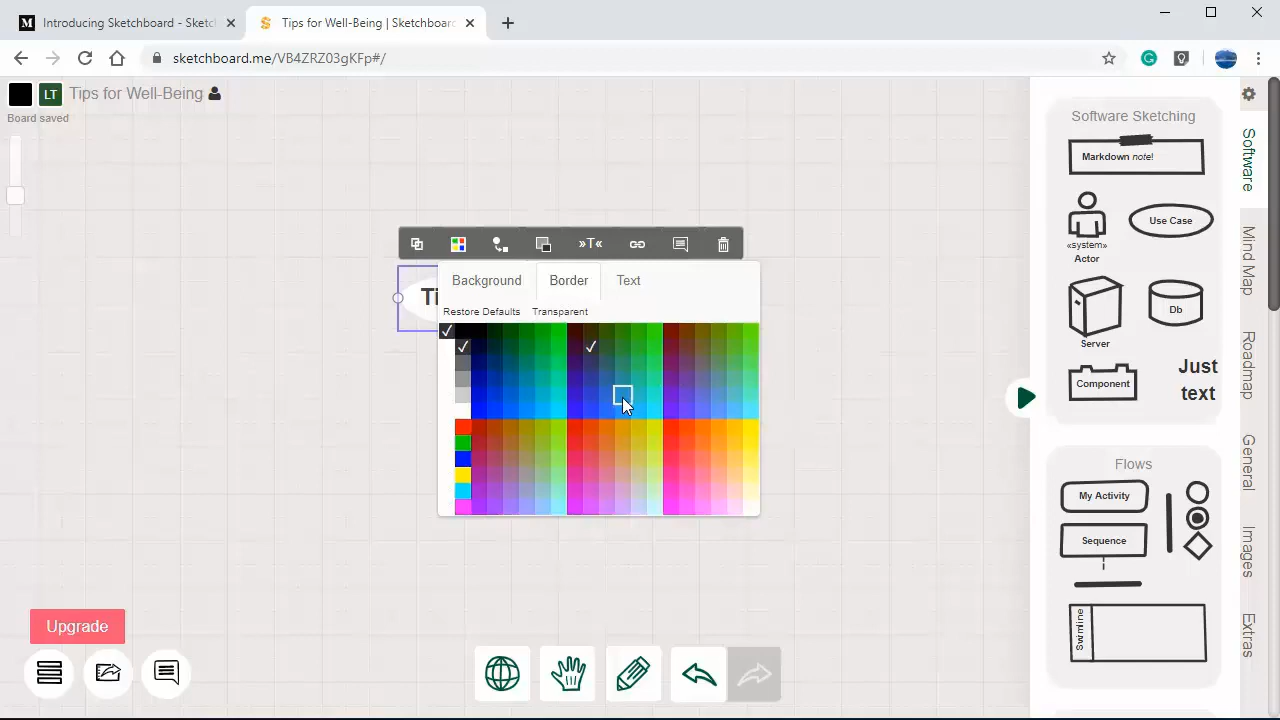 Introducing Sketchboard - Sketc
Tips for Well-Being | Sketchboard
sketchboard.me/VB4ZRZ03gKFp#/
LT Tips for Well-Being
Board saved
»T«
Background Border Text
Ti
Restore Defaults Transparent
Upgrade
Software Sketching
Markdown note!
Use Case
«system»
Actor
Db
Server
Component
Just
text
Flows
My Activity
Sequence
Swimline
Software
Mind Map
Roadmap
General
Images
Extras